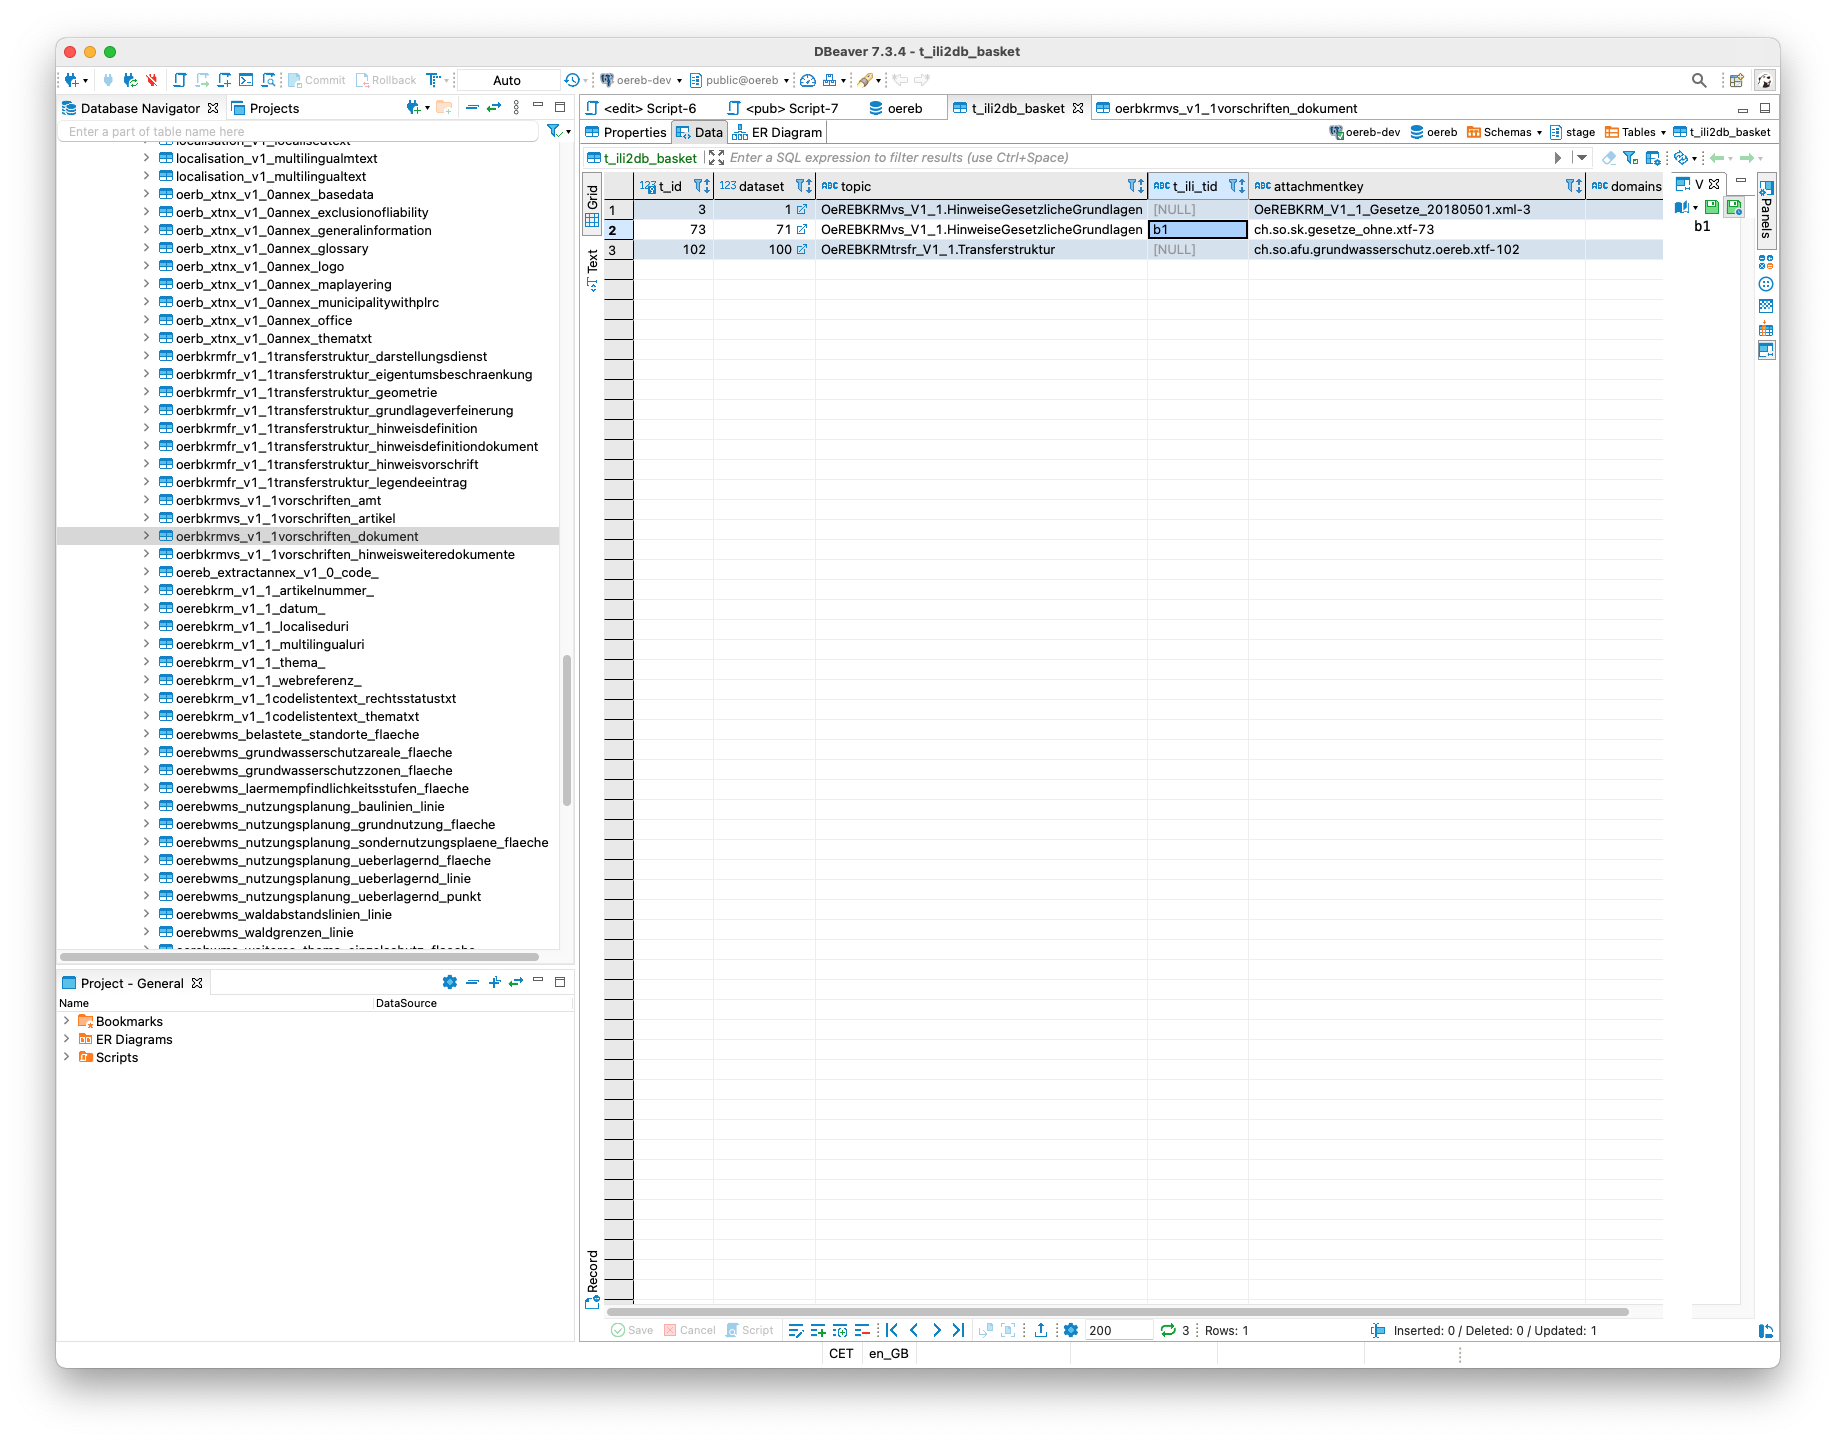 DBeaver 7.3.4 - t_ili2db_basket
Commit Rollback Auto oereb-dev public@oereb
Database Navigator Projects
Enter a part of table name here
localisation_v1_localisedtext
localisation_v1_multilingualmtext
localisation_v1_multilingualtext
oerb_xtnx_v1_0annex_basedata
oerb_xtnx_v1_0annex_exclusionofliability
oerb_xtnx_v1_0annex_generalinformation
oerb_xtnx_v1_0annex_glossary
oerb_xtnx_v1_0annex_logo
oerb_xtnx_v1_0annex_maplayering
oerb_xtnx_v1_0annex_municipalitywithplrc
oerb_xtnx_v1_0annex_office
oerb_xtnx_v1_0annex_thematxt
oerbkrmfr_v1_1transferstruktur_darstellungsdienst
oerbkrmfr_v1_1transferstruktur_eigentumsbeschraenkung
oerbkrmfr_v1_1transferstruktur_geometrie
oerbkrmfr_v1_1transferstruktur_grundlageverfeinerung
oerbkrmfr_v1_1transferstruktur_hinweisdefinition
oerbkrmfr_v1_1transferstruktur_hinweisdefinitiondokument
oerbkrmfr_v1_1transferstruktur_hinweisvorschrift
oerbkrmfr_v1_1transferstruktur_legendeeintrag
oerbkrmvs_v1_1vorschriften_amt
oerbkrmvs_v1_1vorschriften_artikel
oerbkrmvs_v1_1vorschriften_dokument
oerbkrmvs_v1_1vorschriften_hinweisweiteredokumente
oereb_extractannex_v1_0_code_
oerebkrm_v1_1_artikelnummer_
oerebkrm_v1_1_datum_
oerebkrm_v1_1_localiseduri
oerebkrm_v1_1_multilingualuri
oerebkrm_v1_1_thema_
oerebkrm_v1_1_webreferenz_
oerebkrm_v1_1codelistentext_rechtsstatustxt
oerebkrm_v1_1codelistentext_thematxt
oerebwms_belastete_standorte_flaeche
oerebwms_grundwasserschutzareale_flaeche
oerebwms_grundwasserschutzzonen_flaeche
oerebwms_laermempfindlichkeitsstufen_flaeche
oerebwms_nutzungsplanung_baulinien_linie
oerebwms_nutzungsplanung_grundnutzung_flaeche
oerebwms_nutzungsplanung_sondernutzungsplaene_flaeche
oerebwms_nutzungsplanung_ueberlagernd_flaeche
oerebwms_nutzungsplanung_ueberlagernd_linie
oerebwms_nutzungsplanung_ueberlagernd_punkt
oerebwms_waldabstandslinien_linie
oerebwms_waldgrenzen_linie
Project - General
Name DataSource
Bookmarks
ER Diagrams
Scripts
<edit> Script-6 <pub> Script-7 oereb t_ili2db_basket oerbkrmvs_v1_1vorschriften_dokument
Properties Data ER Diagram oereb-dev oereb Schemas stage Tables t_ili2db_basket
t_ili2db_basket Enter a SQL expression to filter results (use Ctrl+Space)
Grid
Text
Record
123 t_id 123 dataset ABC topic ABC t_ili_tid ABC attachmentkey ABC domains
1 3 1 OeREBKRMvs_V1_1.HinweiseGesetzlicheGrundlagen [NULL] OeREBKRM_V1_1_Gesetze_20180501.xml-3
2 73 71 OeREBKRMvs_V1_1.HinweiseGesetzlicheGrundlagen b1 ch.so.sk.gesetze_ohne.xtf-73
3 102 100 OeREBKRMtrsfr_V1_1.Transferstruktur [NULL] ch.so.afu.grundwasserschutz.oereb.xtf-102
V
b1
Panels
Save Cancel Script 200 3 Rows: 1 Inserted: 0 / Deleted: 0 / Updated: 1
CET en_GB